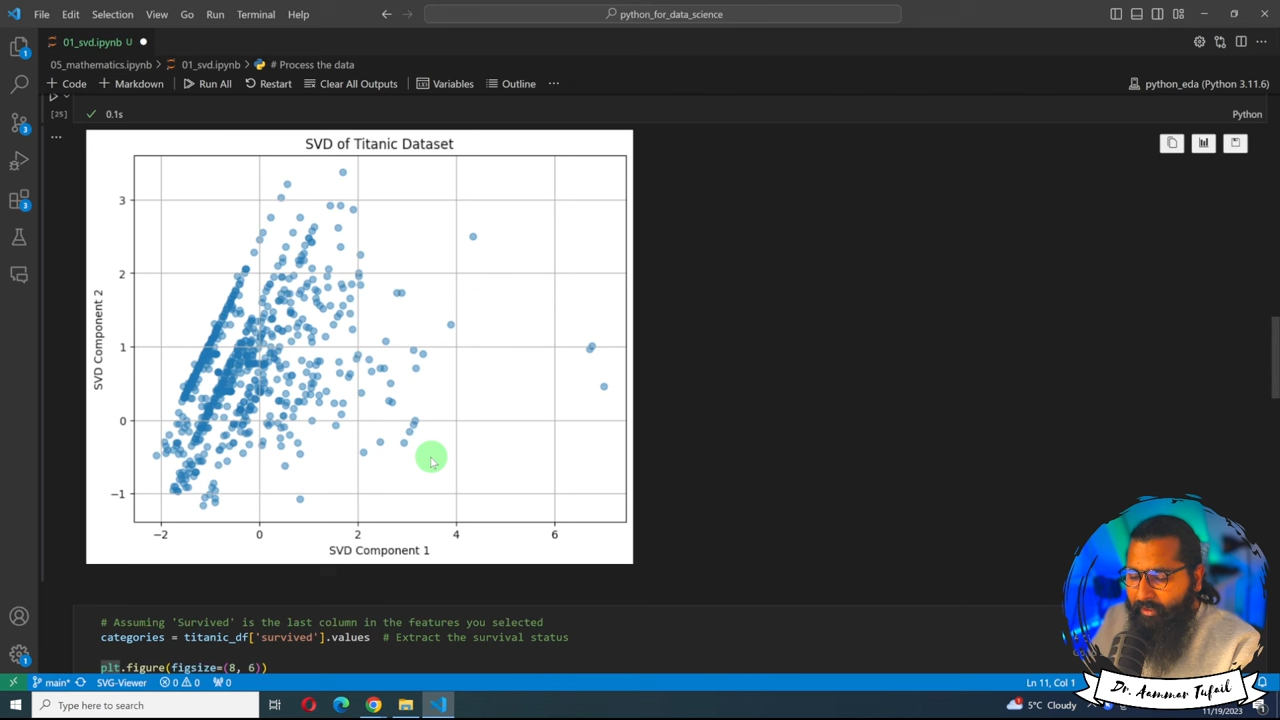 File Edit Selection View Go Run Terminal Help
python_for_data_science
01_svd.ipynb U
05_mathematics.ipynb > 01_svd.ipynb > # Process the data
+ Code + Markdown Run All Restart Clear All Outputs Variables Outline ...
python_eda (Python 3.11.6)
[25] 0.1s
Python
...
SVD of Titanic Dataset
3
2
1
0
−1
SVD Component 2
−2 0 2 4 6
SVD Component 1
# Assuming 'Survived' is the last column in the features you selected
categories = titanic_df['survived'].values # Extract the survival status
plt.figure(figsize=(8, 6))
main* SVG-Viewer 0 0 0
Ln 11, Col 1
Type here to search
5°C Cloudy
11/19/2023
Dr. Aammar Tufail
1
3
3
1